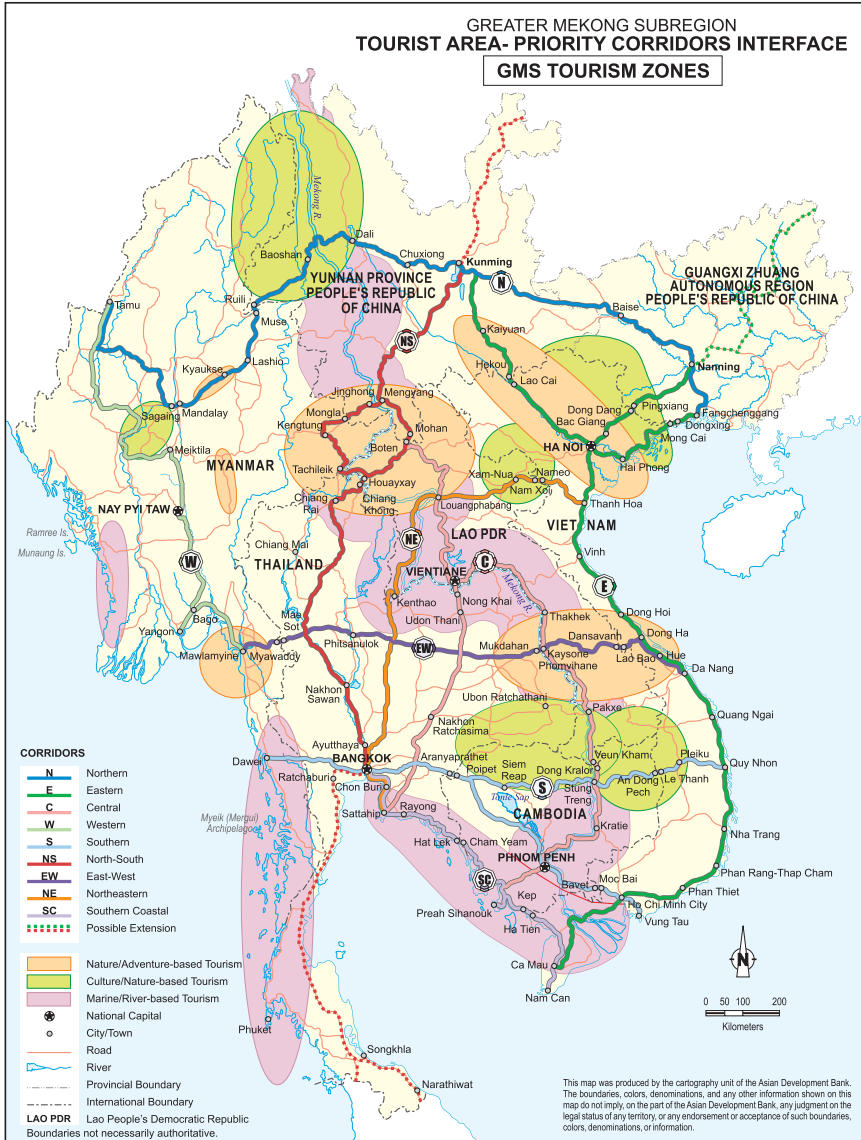 GREATER MEKONG SUBREGION
TOURIST AREA- PRIORITY CORRIDORS INTERFACE
GMS TOURISM ZONES
Mekong R.
Dali
Baoshan
Chuxiong
Kunming
N
YUNNAN PROVINCE
PEOPLE'S REPUBLIC
OF CHINA
GUANGXI ZHUANG
AUTONOMOUS REGION
PEOPLE'S REPUBLIC OF CHINA
Tamu
Ruili
Muse
Baise
Kaiyuan
NS
Kyaukse
Lashio
Hekou
Lao Cai
Nanning
Jinghong
Mengyang
Sagaing
Mandalay
Mongla
Kengtung
Mohan
Boten
Dong Dang
Pingxiang
Bac Giang
Fangchenggang
Dongxing
Mong Cai
Meiktila
HA NOI
Hai Phong
MYANMAR
Tachileik
Houayxay
Xam-Nua
Nameo
Nam Xoi
Chiang
Rai
Chiang
Khong
Louangphabang
Thanh Hoa
NAY PYI TAW
Ramree Is.
Munaung Is.
Chiang Mai
NE
LAO PDR
VIET NAM
THAILAND
W
VIENTIANE
C
Vinh
Mekong R.
Kenthao
Nong Khai
Udon Thani
E
Bago
Yangon
Mae
Sot
Thakhek
Dong Hoi
Mawlamyine
Myawaddy
Phitsanulok
EW
Mukdahan
Kaysone
Phomvihane
Dansavanh
Dong Ha
Lao Bao
Hue
Da Nang
Nakhon
Sawan
Ubon Ratchathani
Pakxe
Nakhon
Ratchasima
Quang Ngai
Ayutthaya
BANGKOK
Dawei
Ratchaburi
Aranyaprathet
Poipet
Siem
Reap
Dong Kralor
Veun Kham
Pleiku
Quy Nhon
An Dong
Pech
Le Thanh
Chon Buri
S
Stung
Treng
Tonle Sap
Sattahip
Rayong
CAMBODIA
Myeik (Mergui)
Archipelago
Kratie
Nha Trang
Hat Lek
Cham Yeam
PHNOM PENH
SC
Bavet
Moc Bai
Phan Rang-Thap Cham
Phan Thiet
Preah Sihanouk
Kep
Ha Tien
Ho Chi Minh City
Vung Tau
Ca Mau
Nam Can
Phuket
Songkhla
Narathiwat
CORRIDORS
N Northern
E Eastern
C Central
W Western
S Southern
NS North-South
EW East-West
NE Northeastern
SC Southern Coastal
Possible Extension
Nature/Adventure-based Tourism
Culture/Nature-based Tourism
Marine/River-based Tourism
National Capital
City/Town
Road
River
Provincial Boundary
International Boundary
LAO PDR Lao People's Democratic Republic
Boundaries not necessarily authoritative.
N
0 50 100 200
Kilometers
This map was produced by the cartography unit of the Asian Development Bank.
The boundaries, colors, denominations, and any other information shown on this
map do not imply, on the part of the Asian Development Bank, any judgment on the
legal status of any territory, or any endorsement or acceptance of such boundaries,
colors, denominations, or information.